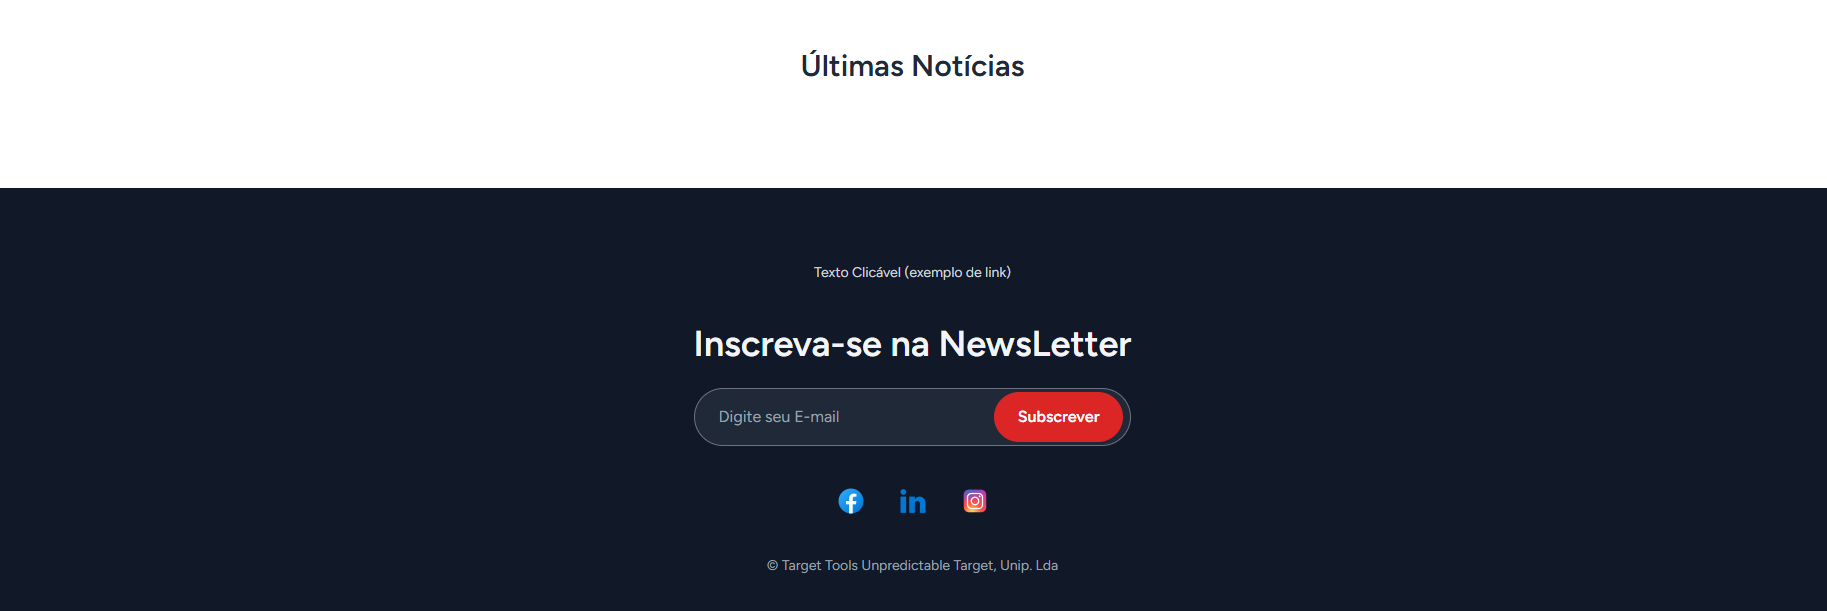 Últimas Notícias
Texto Clicável (exemplo de link)
Inscreva-se na NewsLetter
Digite seu E-mail
Subscrever
© Target Tools Unpredictable Target, Unip. Lda